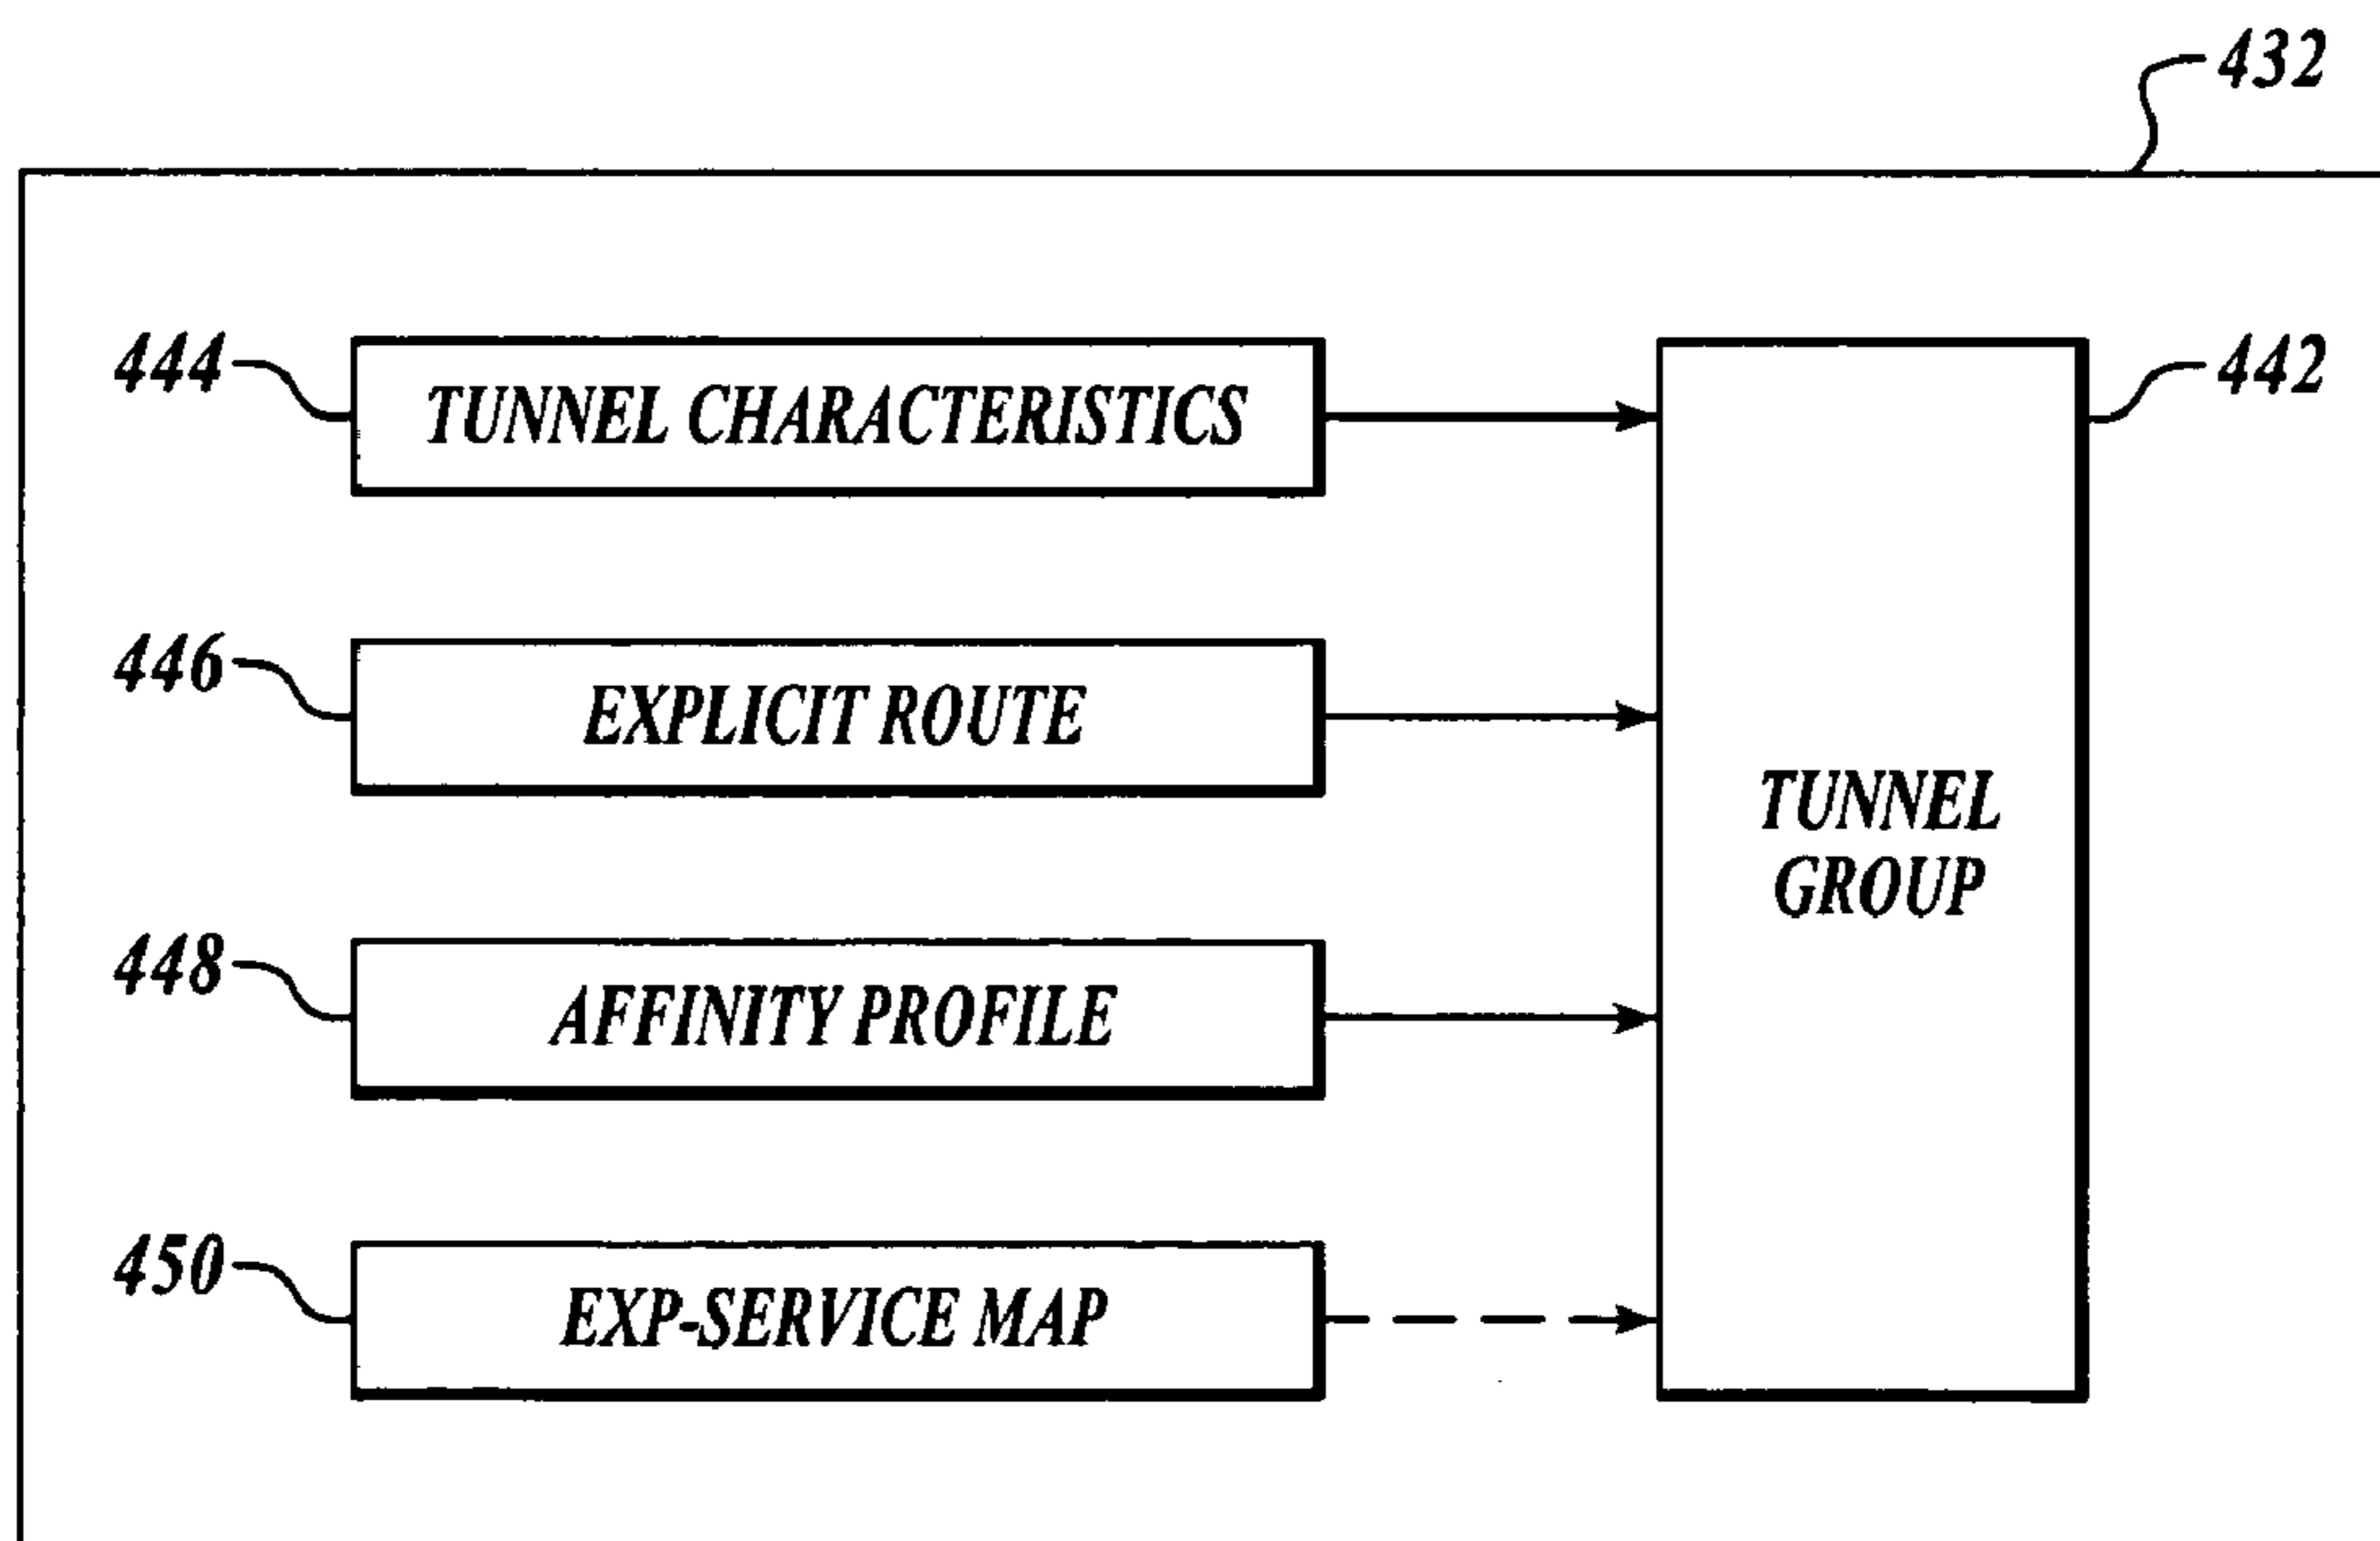 432
444
TUNNEL CHARACTERISTICS
442
446
EXPLICIT ROUTE
TUNNEL
GROUP
448
AFFINITY PROFILE
450
EXP-SERVICE MAP